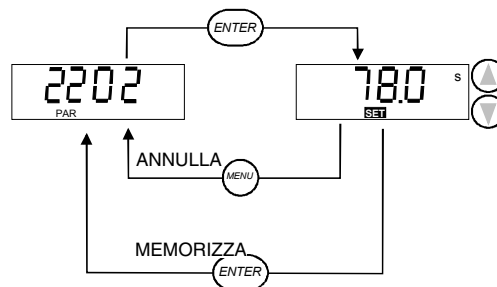 ENTER
2202
PAR
78.0 s
SET
ANNULLA
MENU
MEMORIZZA
ENTER